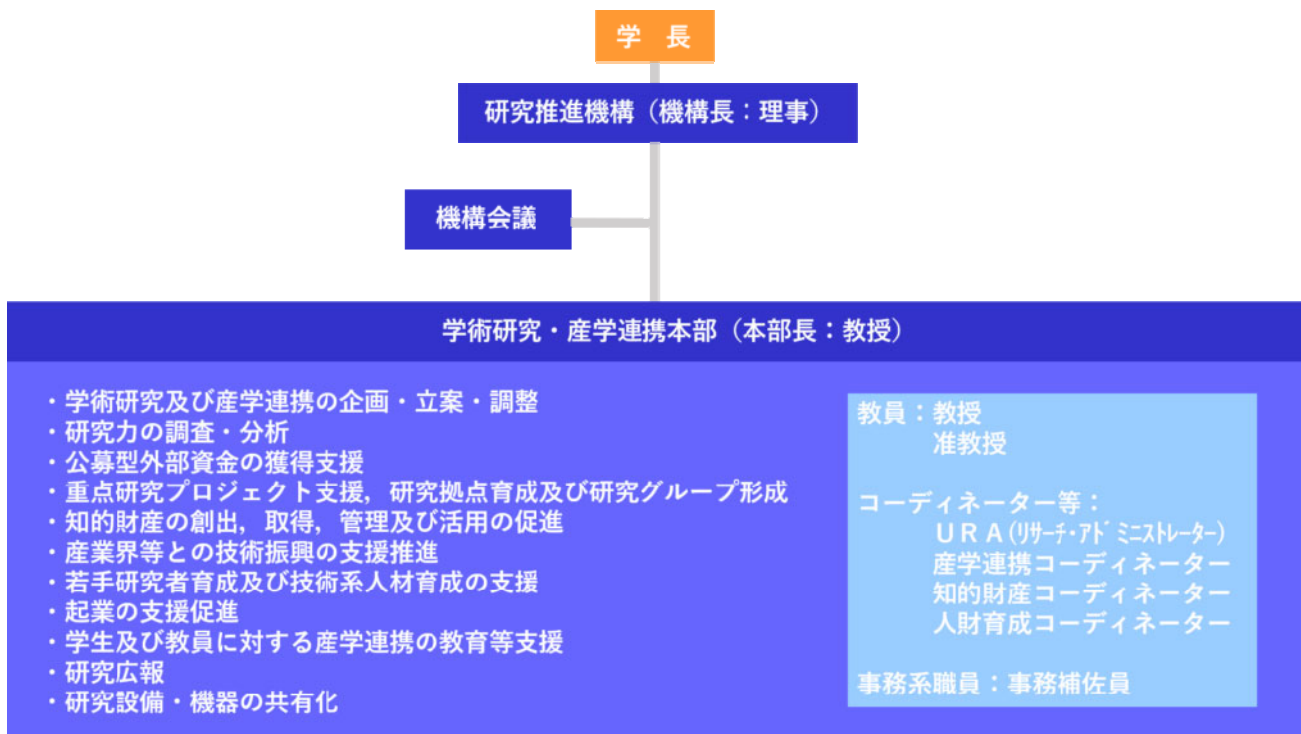 学　長
研究推進機構（機構長：理事）
機構会議
学術研究・産学連携本部（本部長：教授）
・学術研究及び産学連携の企画・立案・調整
・研究力の調査・分析
・公募型外部資金の獲得支援
・重点研究プロジェクト支援，研究拠点育成及び研究グループ形成
・知的財産の創出，取得，管理及び活用の促進
・産業界等との技術振興の支援推進
・若手研究者育成及び技術系人材育成の支援
・起業の支援促進
・学生及び教員に対する産学連携の教育等支援
・研究広報
・研究設備・機器の共有化
教員：教授
准教授
コーディネーター等：
ＵＲＡ(ﾘｻｰﾁ･ｱﾄﾞﾐﾆｽﾄﾚｰﾀｰ)
産学連携コーディネーター
知的財産コーディネーター
人財育成コーディネーター
事務系職員：事務補佐員